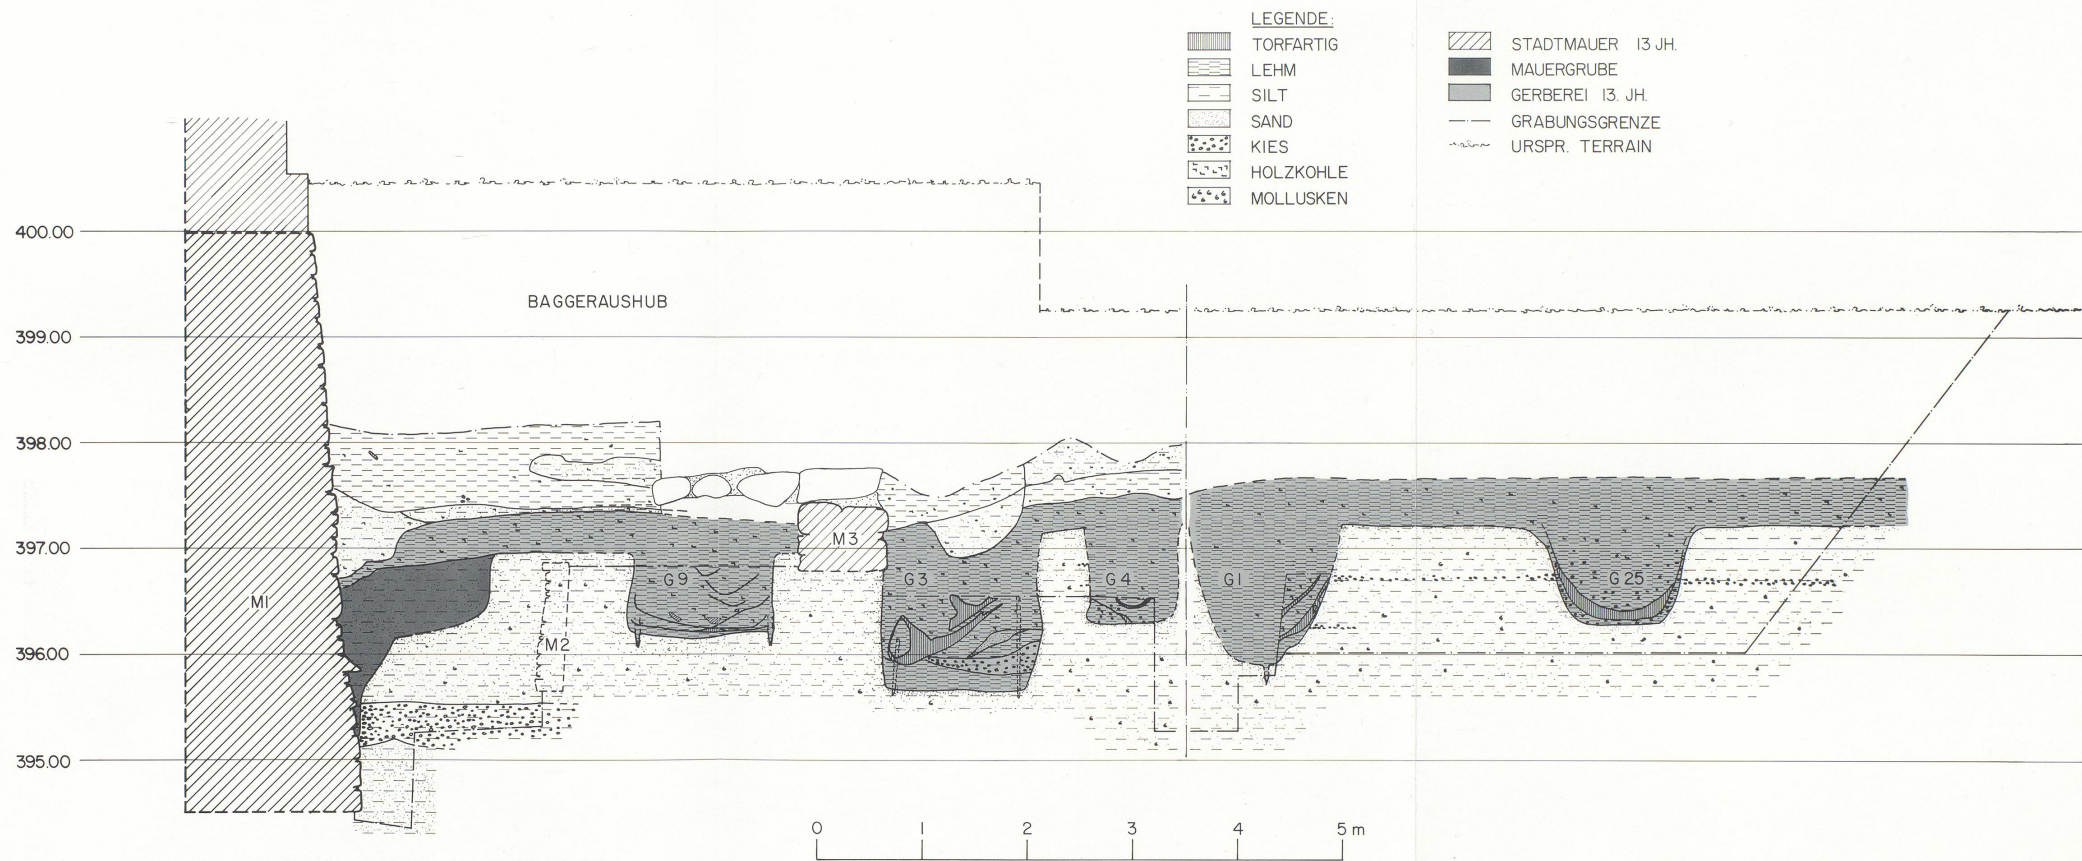 LEGENDE:
TORFARTIG
LEHM
SILT
SAND
KIES
HOLZKOHLE
MOLLUSKEN
STADTMAUER 13 JH.
MAUERGRUBE
GERBEREI 13. JH.
GRABUNGSGRENZE
URSPR. TERRAIN
400.00
BAGGERAUSHUB
399.00
398.00
397.00
M3
G9
G3
G4
G1
G25
M1
M2
396.00
395.00
0 1 2 3 4 5 m